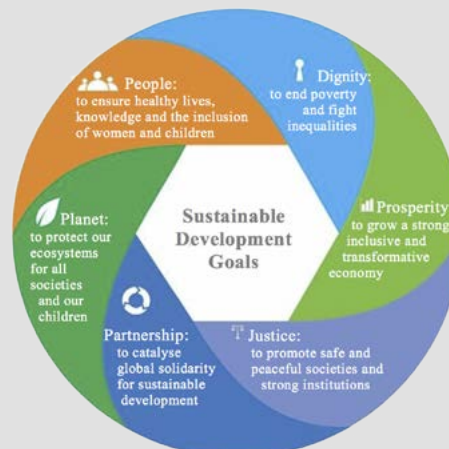 Sustainable
Development
Goals
Dignity:
to end poverty
and fight
inequalities
Prosperity
to grow a strong
inclusive and
transformative
economy
Justice:
to promote safe and
peaceful societies and
strong institutions
Partnership:
to catalyse
global solidarity
for sustainable
development
Planet:
to protect our
ecosystems
for all
societies
and our
children
People:
to ensure healthy lives,
knowledge and the inclusion
of women and children